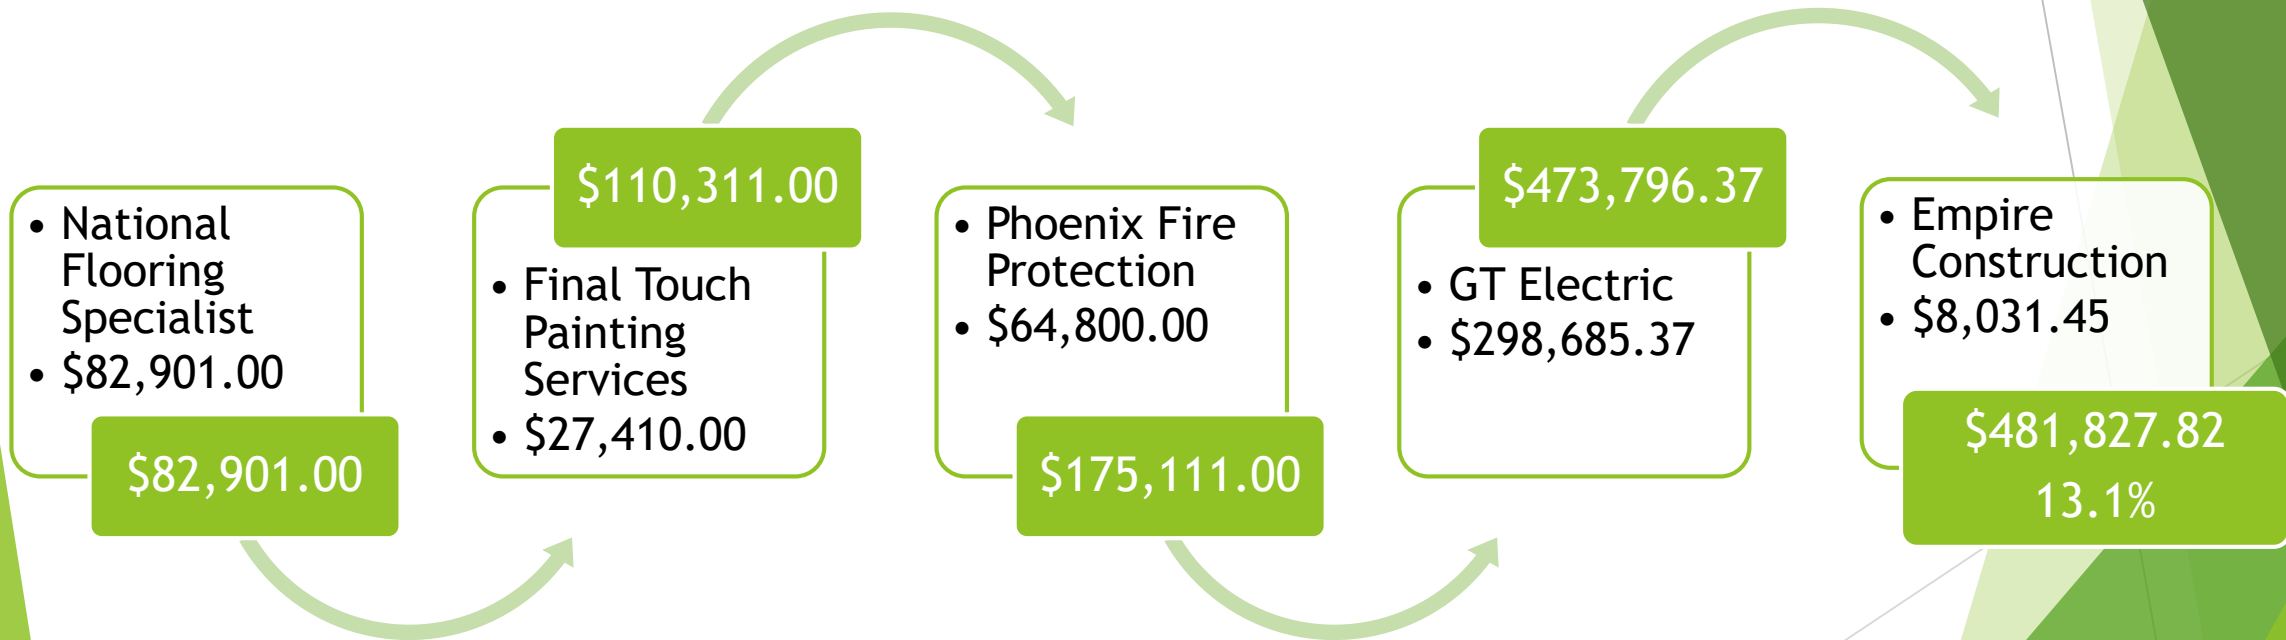 • National
Flooring
Specialist
• $82,901.00
$82,901.00
$110,311.00
• Final Touch
Painting
Services
• $27,410.00
• Phoenix Fire
Protection
• $64,800.00
$175,111.00
$473,796.37
• GT Electric
• $298,685.37
• Empire
Construction
• $8,031.45
$481,827.82
13.1%